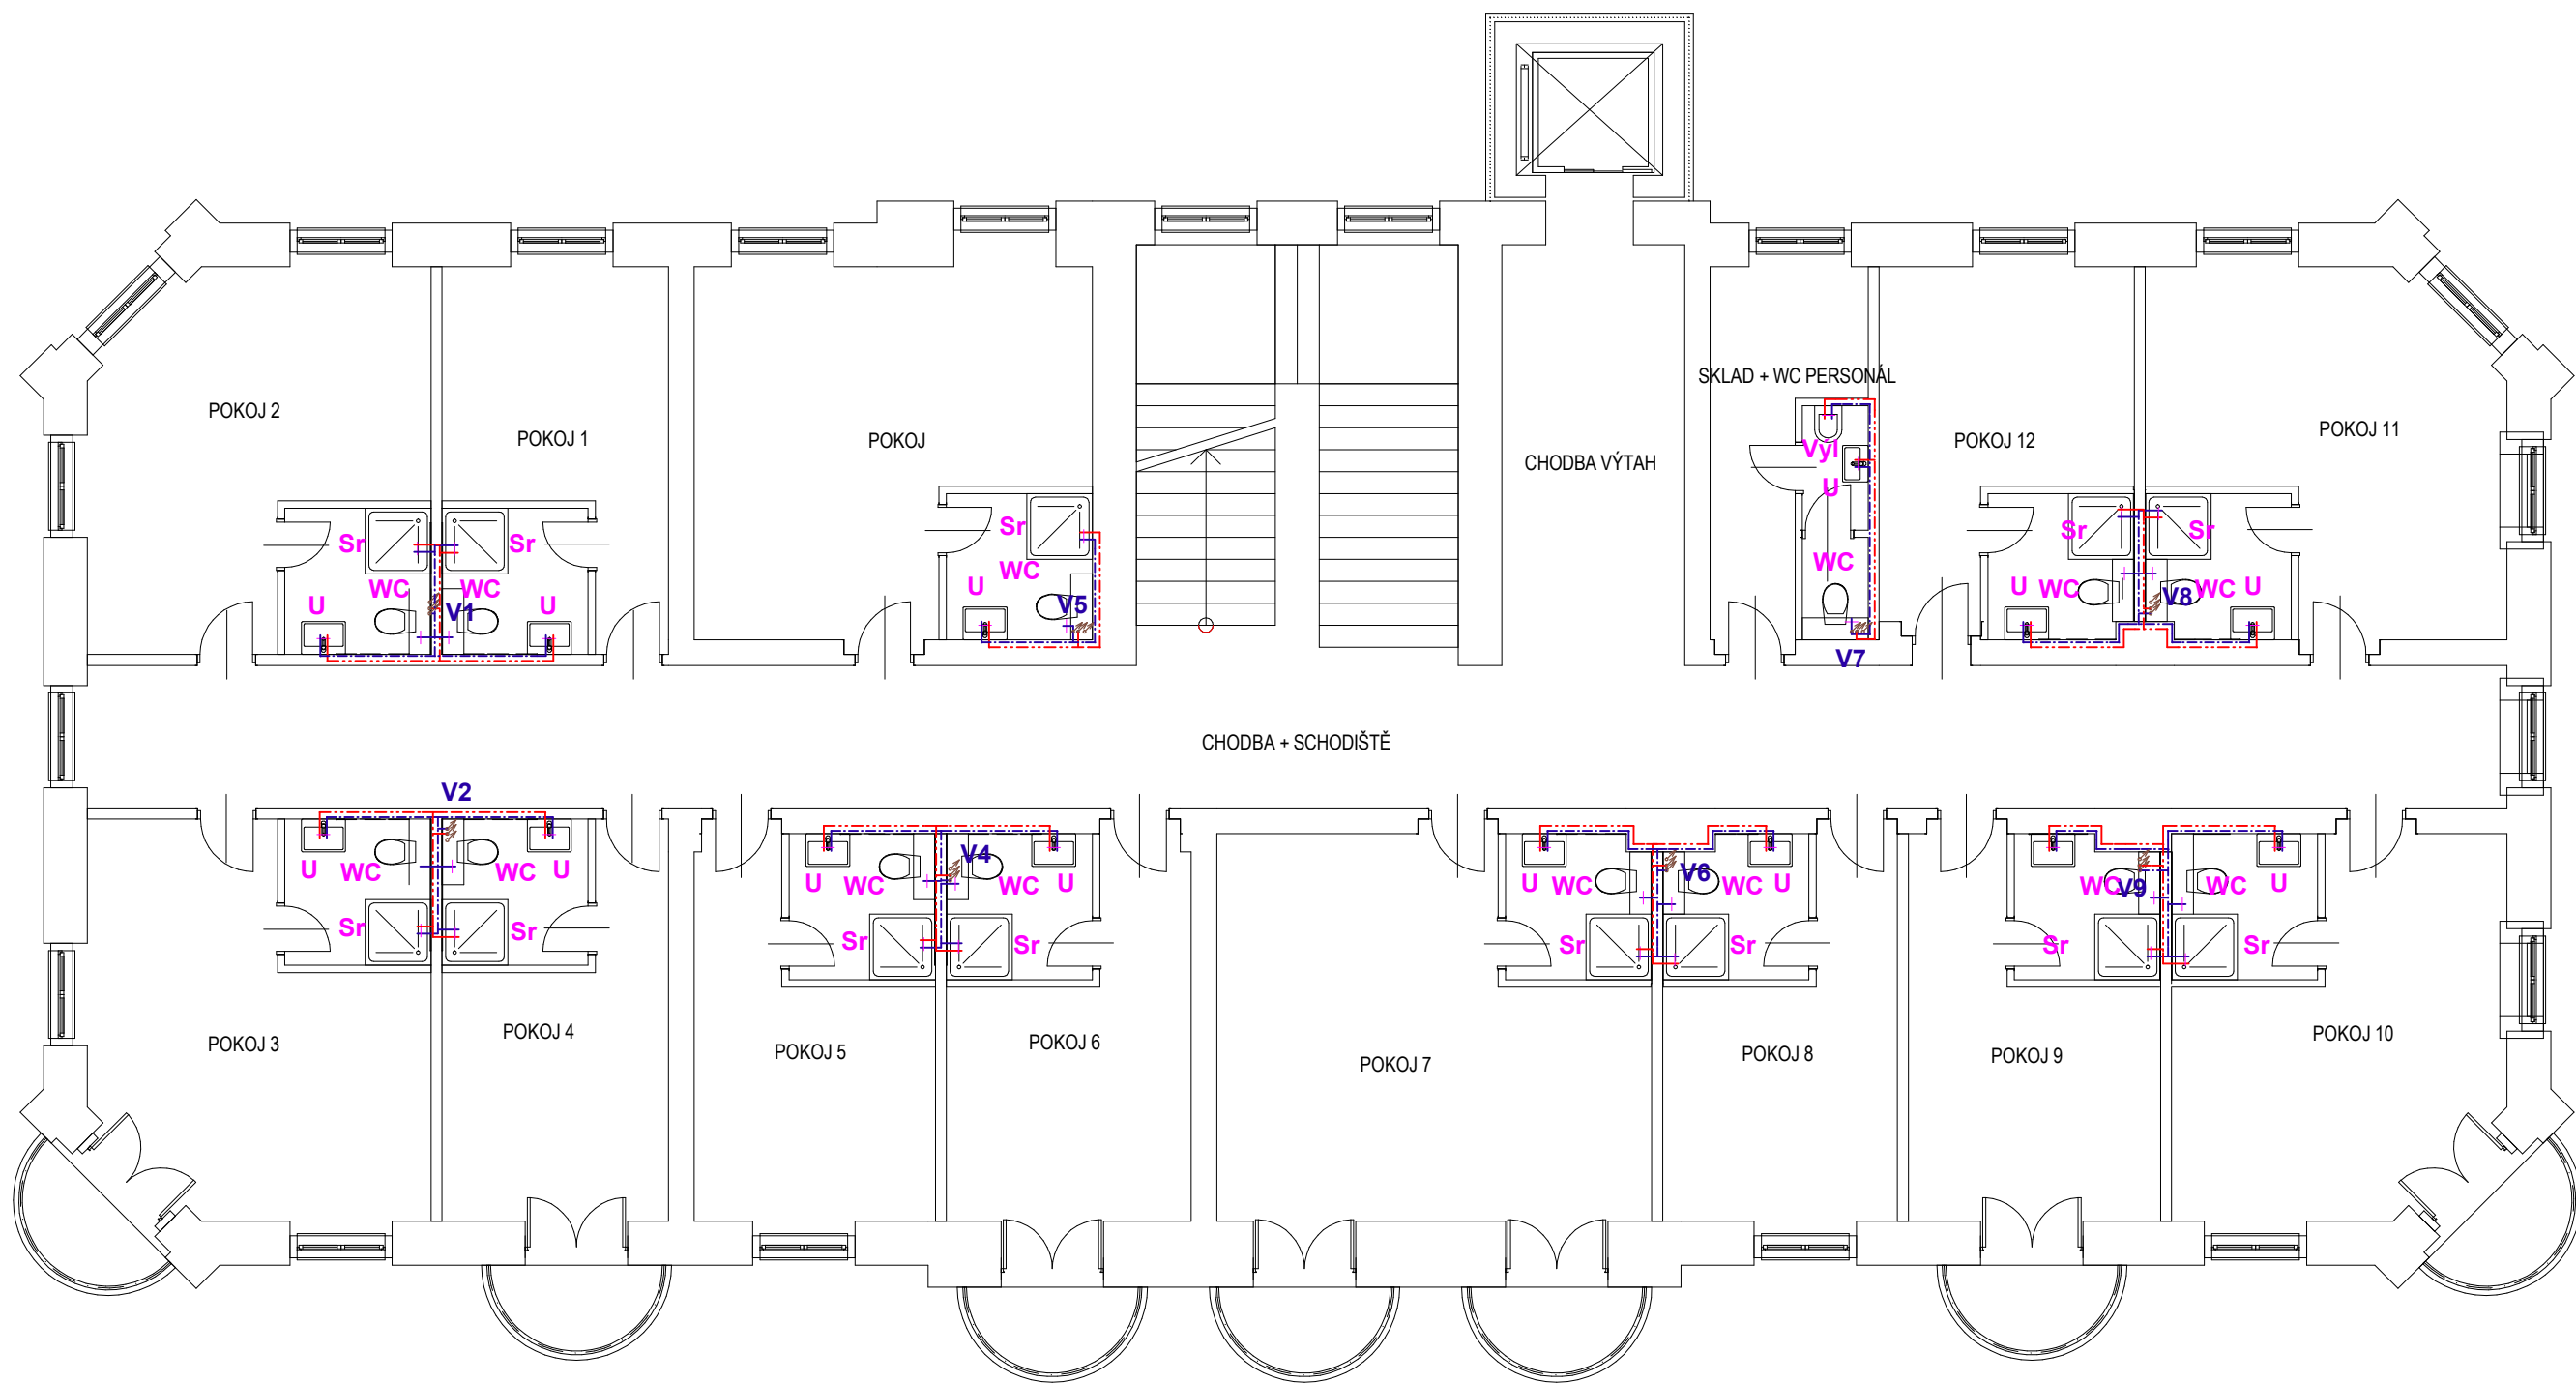 SKLAD + WC PERSONÁL
POKOJ 2
POKOJ 1
POKOJ
CHODBA VÝTAH
POKOJ 12
POKOJ 11
Výl
U
WC
Sr
WC
U
V1
Sr
WC
U
Sr
WC
U
V5
V7
Sr
WC
U
V8
Sr
WC
U
CHODBA + SCHODIŠTĚ
V2
U
WC
Sr
WC
U
Sr
U
WC
Sr
V4
WC
U
Sr
U
WC
Sr
V6
WC
U
Sr
WC
V9
Sr
WC
U
Sr
POKOJ 3
POKOJ 4
POKOJ 5
POKOJ 6
POKOJ 7
POKOJ 8
POKOJ 9
POKOJ 10